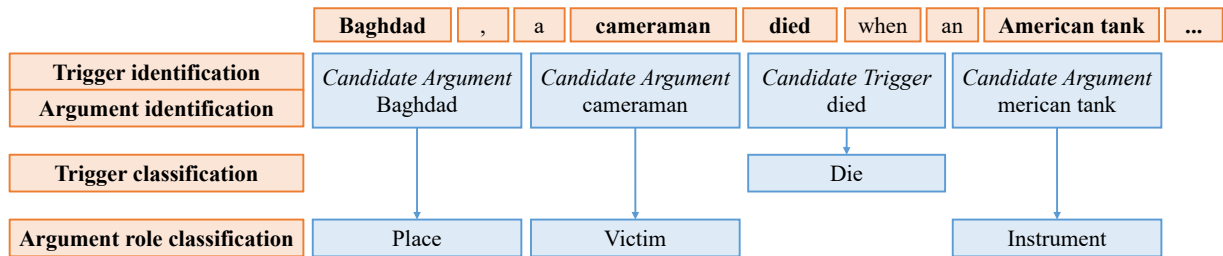 Baghdad , a cameraman died when an American tank ...
Trigger identification
Argument identification
Candidate Argument
Baghdad
Candidate Argument
cameraman
Candidate Trigger
died
Candidate Argument
merican tank
Trigger classification
Die
Argument role classification
Place
Victim
Instrument